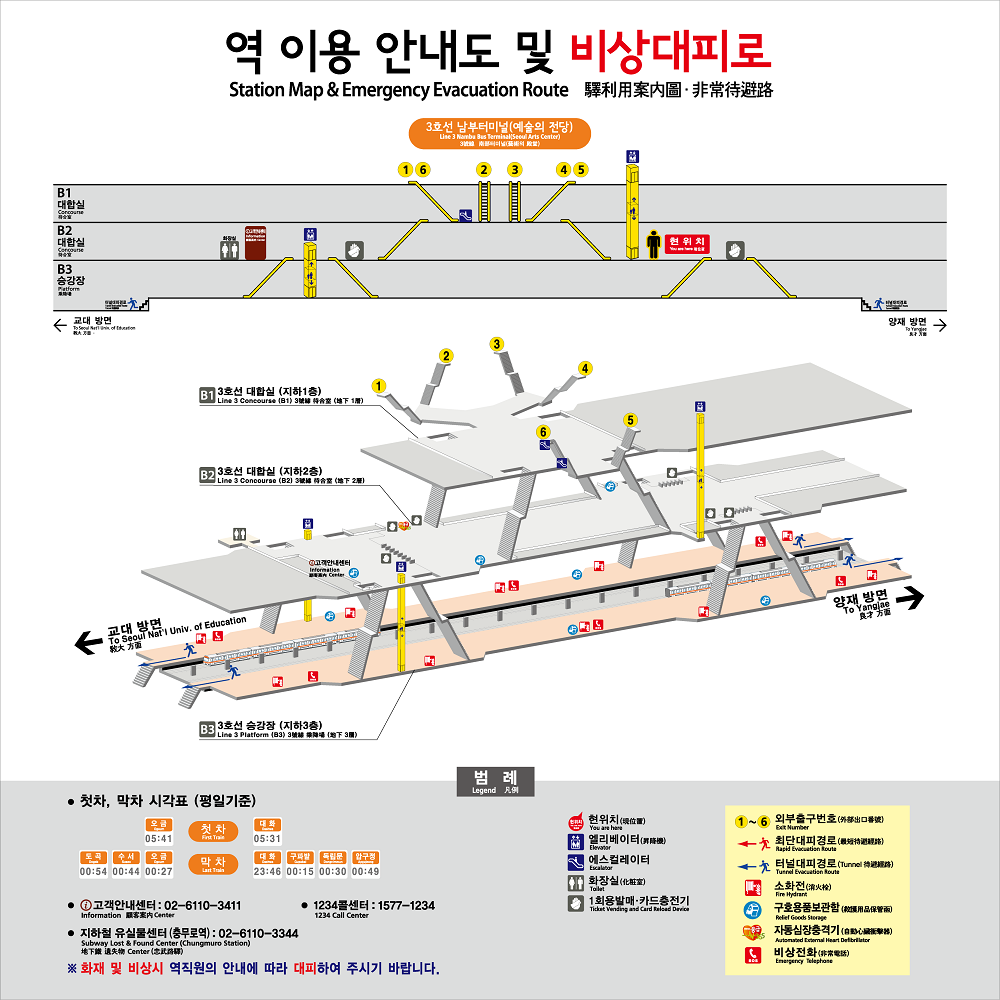 역 이용 안내도 및 비상대피로
Station Map & Emergency Evacuation Route 驛利用案內圖·非常待避路
3호선 남부터미널(예술의 전당)
Line 3 Nambu Bus Terminal(Seoul Arts Center)
1 6 2 3 4 5
B1
대합실
Concourse
待合室
B2
대합실
Concourse
待合室
화장실
현위치
You are here 現位置
B3
승강장
Platform
乘降場
터널대피경로
터널대피경로
교대 방면
To Seoul Nat'l Univ. of Education
敎大 方面
양재 방면
To Yangjae
良才 方面
1 2 3 4 5 6
B1 3호선 대합실 (지하1층)
Line 3 Concourse (B1) 3號線 待合室 (地下 1層)
B2 3호선 대합실 (지하2층)
Line 3 Concourse (B2) 3號線 待合室 (地下 2層)
고객안내센터
Information
顧客案內 Center
교대 방면
To Seoul Nat'l Univ. of Education
敎大 方面
양재 방면
To Yangjae
良才 方面
B3 3호선 승강장 (지하3층)
Line 3 Platform (B3) 3號線 乘降場 (地下 3層)
범 례
Legend 凡例
• 첫차, 막차 시각표 (평일기준)
오금 첫차 대화
First Train
05:41 05:31
도곡 수서 오금 막차 대화 구파발 독립문 압구정
Last Train
00:54 00:44 00:27 23:46 00:15 00:30 00:49
• 고객안내센터 : 02-6110-3411
Information 顧客案內 Center
• 1234콜센터 : 1577-1234
1234 Call Center
• 지하철 유실물센터 (충무로역) : 02-6110-3344
Subway Lost & Found Center (Chungmuro Station)
地下鐵 遺失物 Center (忠武路驛)
※ 화재 및 비상시 역직원의 안내에 따라 대피하여 주시기 바랍니다.
현위치(現位置)
You are here
엘리베이터(昇降機)
Elevator
에스컬레이터
Escalator
화장실(化粧室)
Toilet
1회용발매·카드충전기
Ticket Vending and Card Reload Device
1~6 외부출구번호(外部出口番號)
Exit Number
최단대피경로(最短待避經路)
Rapid Evacuation Route
터널대피경로(Tunnel 待避經路)
Tunnel Evacuation Route
소화전(消火栓)
Fire Hydrant
구호용품보관함(救護用品保管函)
Relief Goods Storage
자동심장충격기(自動心臟衝擊器)
Automated External Heart Defibrillator
비상전화(非常電話)
Emergency Telephone